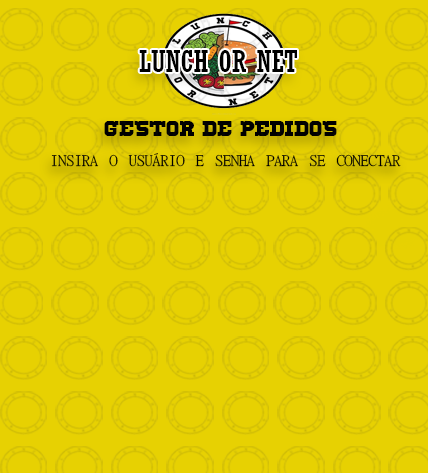 LUNCH
LUNCH OR NET
OR NET
GESTOR DE PEDIDOS
INSIRA O USUÁRIO E SENHA PARA SE CONECTAR